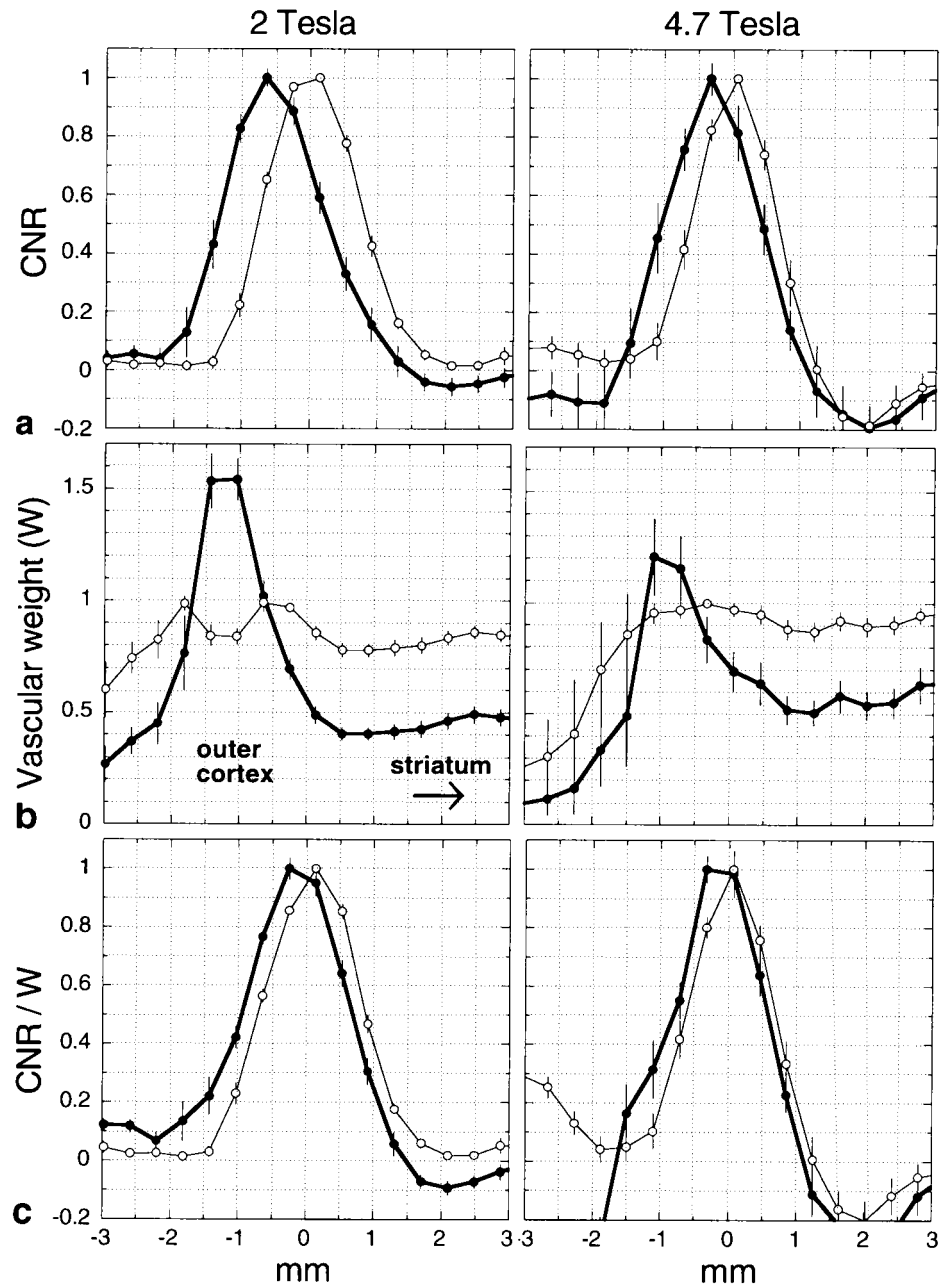 2 Tesla
4.7 Tesla
CNR
1
0.8
0.6
0.4
0.2
0
-0.2
a
Vascular weight (W)
1.5
1
0.5
0
outer
cortex
striatum
b
CNR / W
1
0.8
0.6
0.4
0.2
0
-0.2
c
-3 -2 -1 0 1 2 3
-3 -2 -1 0 1 2 3
mm
mm